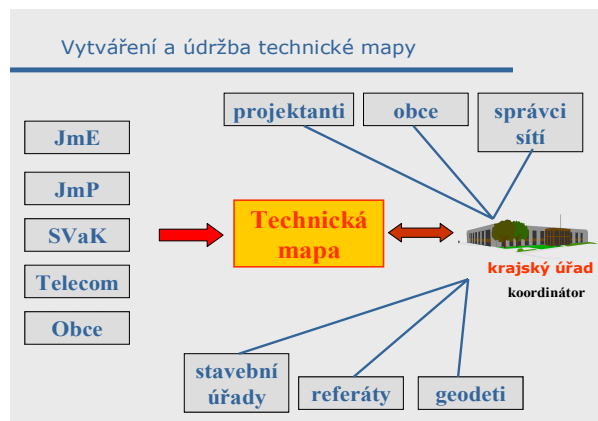 Vytváření a údržba technické mapy
projektanti
obce
správci
sítí
JmE
JmP
SVaK
Telecom
Obce
Technická
mapa
krajský úřad
koordinátor
stavební
úřady
referáty
geodeti